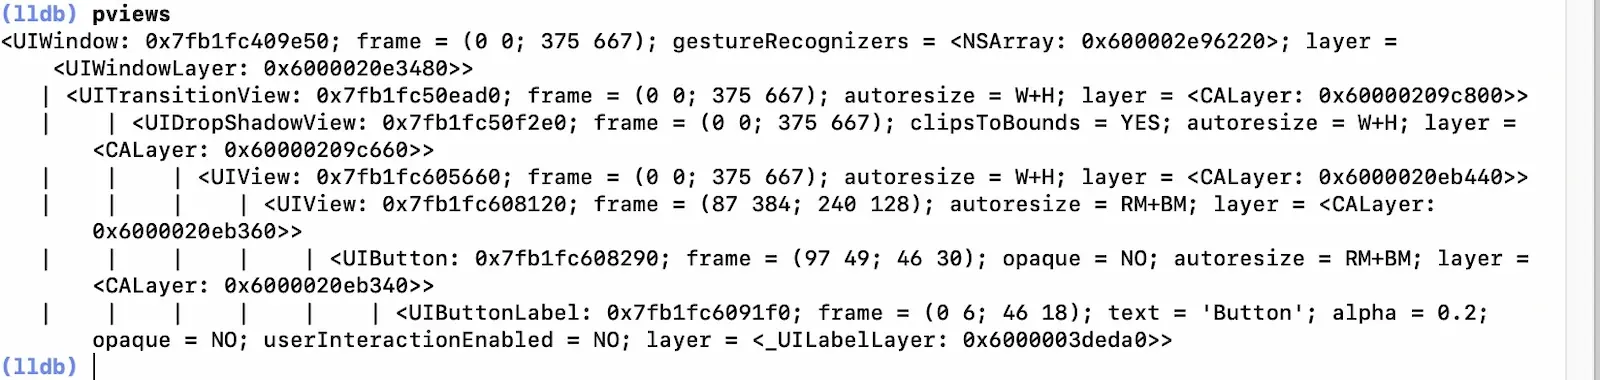 (lldb) pviews
<UIWindow: 0x7fb1fc409e50; frame = (0 0; 375 667); gestureRecognizers = <NSArray: 0x600002e96220>; layer =
<UIWindowLayer: 0x6000020e3480>>
| <UITransitionView: 0x7fb1fc50ead0; frame = (0 0; 375 667); autoresize = W+H; layer = <CALayer: 0x60000209c800>>
| | <UIDropShadowView: 0x7fb1fc50f2e0; frame = (0 0; 375 667); clipsToBounds = YES; autoresize = W+H; layer =
<CALayer: 0x60000209c660>>
| | | <UIView: 0x7fb1fc605660; frame = (0 0; 375 667); autoresize = W+H; layer = <CALayer: 0x6000020eb440>>
| | | | <UIView: 0x7fb1fc608120; frame = (87 384; 240 128); autoresize = RM+BM; layer = <CALayer:
0x6000020eb360>>
| | | | | <UIButton: 0x7fb1fc608290; frame = (97 49; 46 30); opaque = NO; autoresize = RM+BM; layer =
<CALayer: 0x6000020eb340>>
| | | | | | <UIButtonLabel: 0x7fb1fc6091f0; frame = (0 6; 46 18); text = 'Button'; alpha = 0.2;
opaque = NO; userInteractionEnabled = NO; layer = <_UILabelLayer: 0x6000003deda0>>
(lldb)